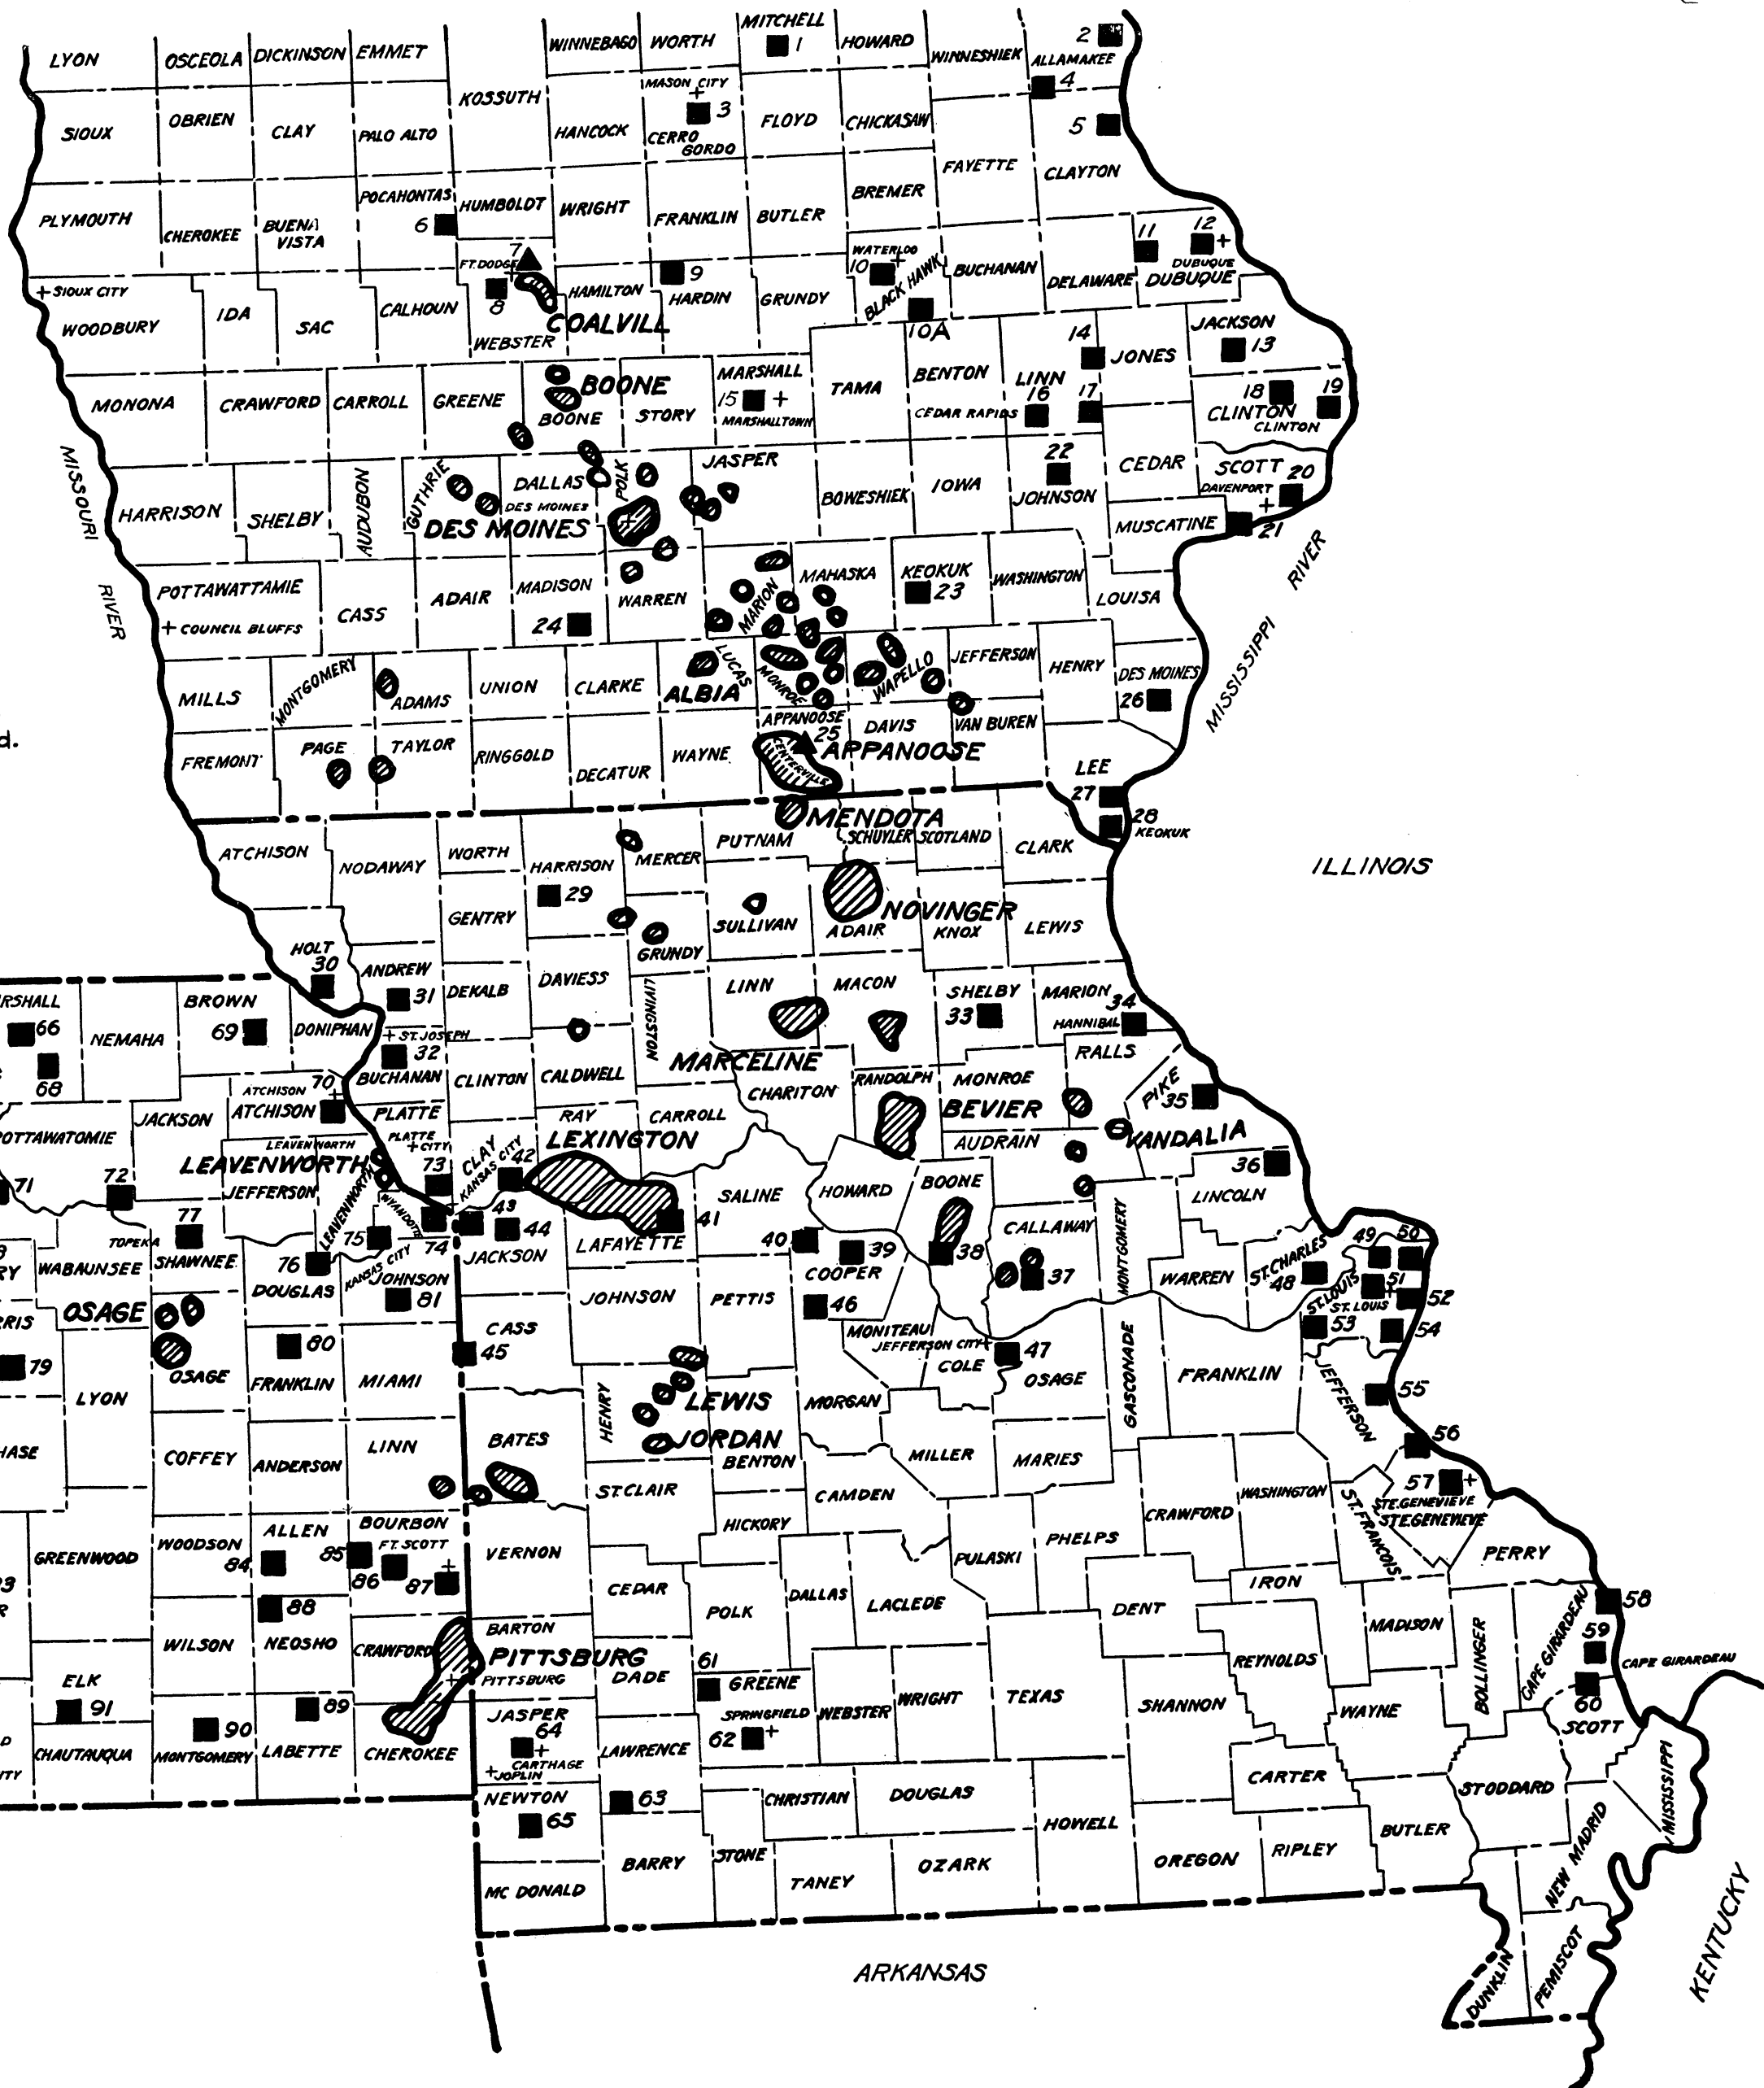 MITCHELL
LYON OSCEOLA DICKINSON EMMET WINNEBAGO WORTH 1 HOWARD WINNESHIEK 2
ALLAMAKEE
KOSSUTH MASON CITY 4
SIOUX OBRIEN CLAY PALO ALTO HANCOCK 3 FLOYD CHICKASAW 5
CERRO
GORDO
FAYETTE CLAYTON
PLYMOUTH CHEROKEE BUENA
VISTA
POCAHONTAS
6
HUMBOLDT WRIGHT FRANKLIN BUTLER BREMER
7 11 12
FT. DODGE WATERLOO DUBUQUE
SIOUX CITY 8 HAMILTON 9 10 BLACK HAWK BUCHANAN DELAWARE DUBUQUE
WOODBURY IDA SAC CALHOUN COALVILL HARDIN GRUNDY
WEBSTER 10A 14 JONES JACKSON
13
MONONA CRAWFORD CARROLL GREENE BOONE
BOONE
STORY MARSHALL
15
MARSHALLTOWN
TAMA BENTON LINN
CEDAR RAPIDS 16 17
18 19
CLINTON
CLINTON
MISSOURI
RIVER
HARRISON SHELBY AUDUBON GUTHRIE DALLAS POLK JASPER
DES MOINES
DES MOINES
BOWESHIEK IOWA 22
JOHNSON
CEDAR SCOTT 20
DAVENPORT
MUSCATINE 21
RIVER
MISSISSIPPI
POTTAWATTAMIE
COUNCIL BLUFFS
CASS ADAIR MADISON
24
WARREN MARION MAHASKA KEOKUK
23
WASHINGTON LOUISA
MILLS MONTGOMERY ADAMS UNION CLARKE LUCAS
ALBIA MONROE WAPELLO JEFFERSON HENRY DES MOINES
26
d.
FREMONT PAGE TAYLOR RINGGOLD DECATUR WAYNE APPANOOSE
25
CENTERVILLE
APPANOOSE
DAVIS VAN BUREN LEE
27
28
KEOKUK
MENDOTA
ATCHISON NODAWAY WORTH HARRISON
29
MERCER PUTNAM SCHUYLER SCOTLAND CLARK
ILLINOIS
GENTRY SULLIVAN NOVINGER
ADAIR KNOX LEWIS
HOLT
30
ANDREW
31
DEKALB DAVIESS GRUNDY LIVINGSTON LINN MACON SHELBY
33
MARION 34
HANNIBAL
RSHALL
66
68
NEMAHA BROWN
69
DONIPHAN ST. JOSEPH
32
BUCHANAN CLINTON CALDWELL MARCELINE
CHARITON RANDOLPH MONROE RALLS
PIKE
35
OTTAWATOMIE JACKSON ATCHISON 70
ATCHISON
PLATTE
PLATTE
CITY
RAY CARROLL BEVIER
AUDRAIN VANDALIA
LEXINGTON
71 72 LEAVENWORTH
LEAVENWORTH
JEFFERSON LEAVENWORTH WYANDOTE 73 CLAY
KANSAS CITY 42
SALINE HOWARD BOONE LINCOLN 36
TOPEKA 77
WABAUNSEE SHAWNEE 76 75 KANSAS CITY 74 43 44
JACKSON
LAFAYETTE 41 40 39
COOPER
38 CALLAWAY
37
MONTGOMERY WARREN ST. CHARLES
48
49 50
ST. LOUIS
51
ST. LOUIS 52
53 54
RY
DOUGLAS JOHNSON
81
JOHNSON PETTIS 46
RRIS OSAGE
OSAGE
79 LYON 80
FRANKLIN MIAMI CASS
45
MONITEAU JEFFERSON CITY
COLE 47
OSAGE GASCONADE FRANKLIN JEFFERSON 55
HENRY LEWIS
JORDAN
MORGAN
HASE COFFEY ANDERSON LINN BATES BENTON MILLER MARIES 56
ST. CLAIR CAMDEN CRAWFORD WASHINGTON ST. FRANCOIS 57
STE. GENEVIEVE
STE. GENEVIEVE
GREENWOOD WOODSON
84
ALLEN BOURBON
85 FT. SCOTT
86 87
VERNON HICKORY PULASKI PHELPS PERRY
CEDAR POLK DALLAS LACLEDE DENT IRON
88
WILSON NEOSHO CRAWFORD BARTON
PITTSBURG
PITTSBURG
DADE 61
GREENE
MADISON BOLLINGER CAPE GIRARDEAU 58
59
CAPE GIRARDEAU
60
SCOTT
ELK
91
REYNOLDS
CHAUTAUQUA 90
MONTGOMERY
89
LABETTE CHEROKEE JASPER
64
CARTHAGE
JOPLIN
LAWRENCE SPRINGFIELD
62
WEBSTER WRIGHT TEXAS SHANNON WAYNE
ITY
NEWTON
65
63 CHRISTIAN DOUGLAS HOWELL CARTER STODDARD MISSISSIPPI
MC DONALD BARRY STONE TANEY OZARK OREGON RIPLEY BUTLER NEW MADRID
KENTUCKY
ARKANSAS
DUNKLIN PEMISCOT